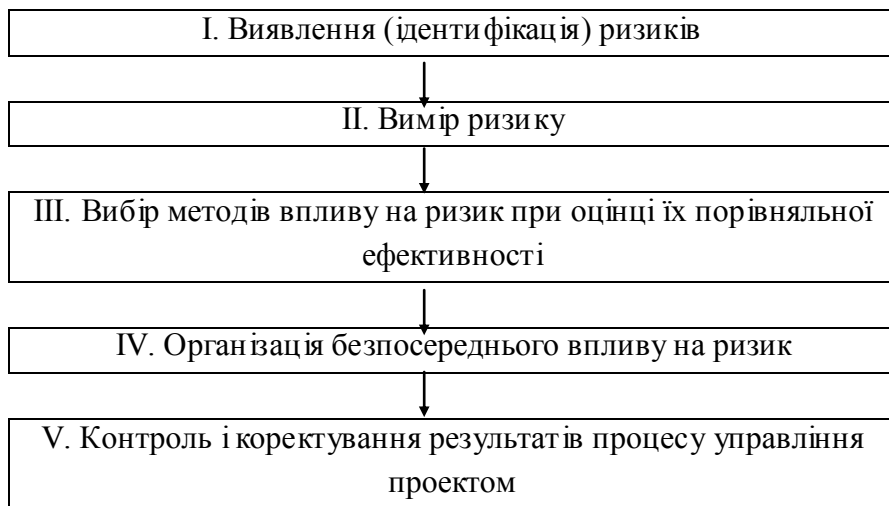 I. Виявлення (ідентифікація) ризиків
II. Вимір ризику
III. Вибір методів впливу на ризик при оцінці їх порівняльної
ефективності
IV. Організація безпосереднього впливу на ризик
V. Контроль і коректування результатів процесу управління
проектом